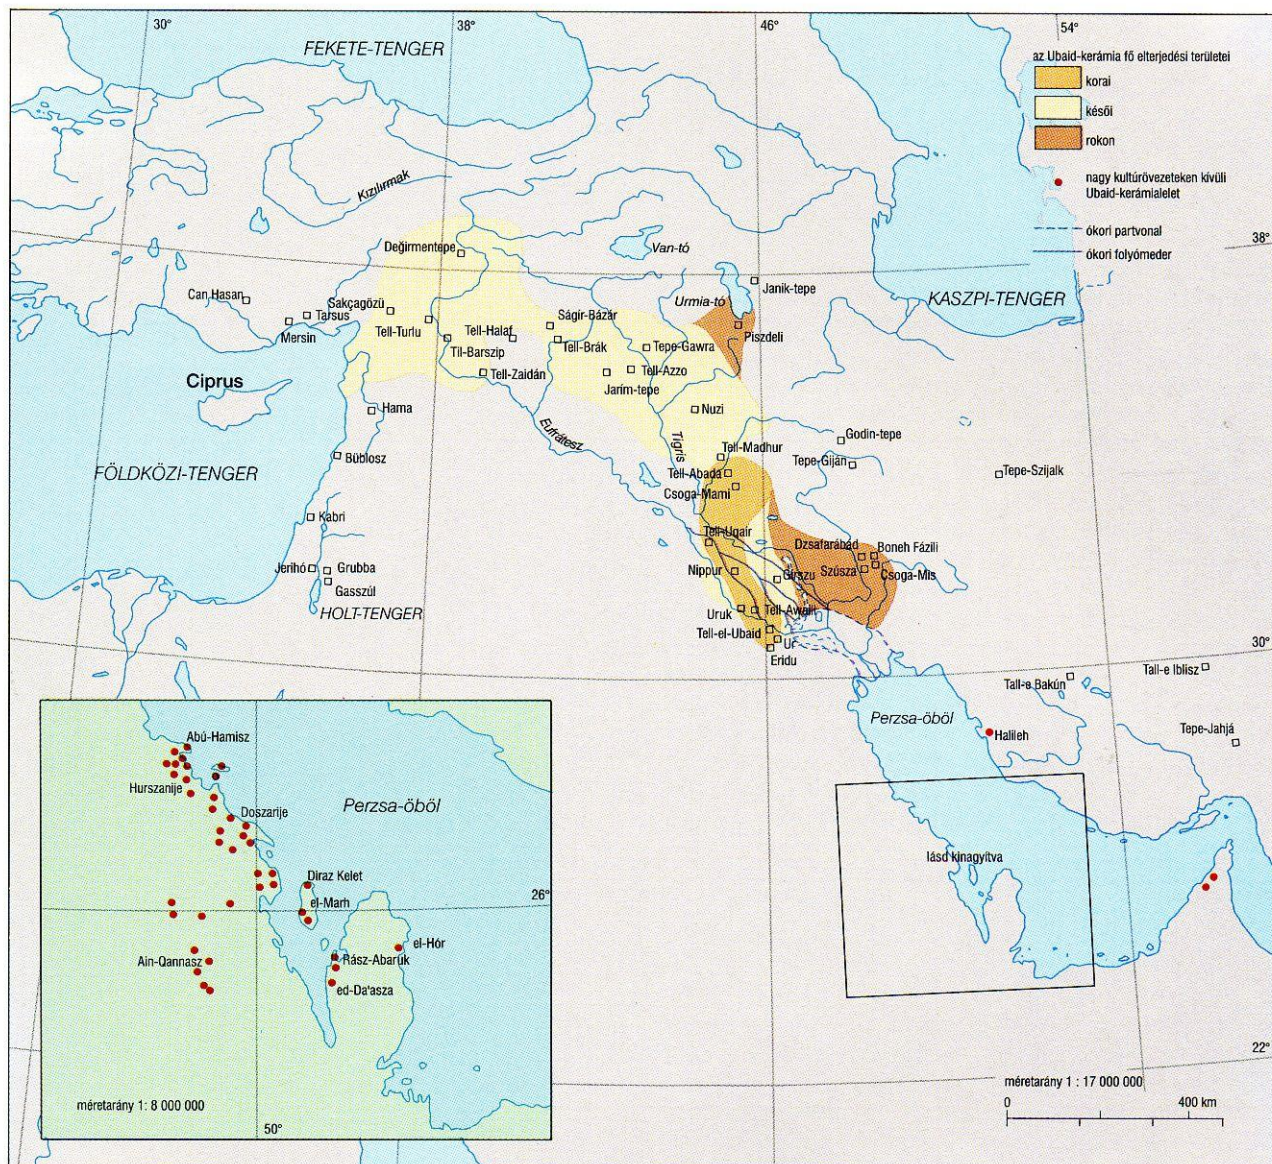 30°
38°
46°
54°
FEKETE-TENGER
az Ubaid-kerámia fő elterjedési területei
korai
késői
rokon
nagy kultúrövezeteken kívüli
Ubaid-kerámialelet
ókori partvonal
ókori folyómeder
38°
Kızılırmak
Değirmentepe
Van-tó
KASZPI-TENGER
Can Hasan
Sakçagözü
Tarsus
Mersin
Urmia-tó
Janik-tepe
Piszdeli
Ságír-Bázár
Tell-Turlu
Tell-Halaf
Til-Barszip
Tell-Brák
Tepe-Gawra
Tell-Azzo
Tell-Zaidán
Jarím-tepe
Ciprus
Hama
Nuzi
Eufrátesz
Tigris
Godin-tepe
Tell-Madhur
Büblosz
Tepe-Giján
Tepe-Szijalk
FÖLDKÖZI-TENGER
Tell-Abada
Csoga-Mami
Kabri
Tell-Uqaír
Dzsafarábád
Boneh Fázili
Jerihó
Grubba
Gasszúl
Nippur
Girszu
Szúsza
Csoga-Mis
HOLT-TENGER
Uruk
Tell-Awaili
Tell-el-Ubaid
Ur
Eridu
30°
Tall-e Bakún
Tall-e Iblisz
Perzsa-öböl
Halileh
Tepe-Jahjá
lásd kinagyítva
22°
méretarány 1 : 17 000 000
0 400 km
Abú-Hamisz
Hurszanije
Doszarije
Perzsa-öböl
Diraz Kelet
el-Marh
26°
el-Hór
Ain-Qannasz
Rász-Abaruk
ed-Da'asza
méretarány 1: 8 000 000
50°